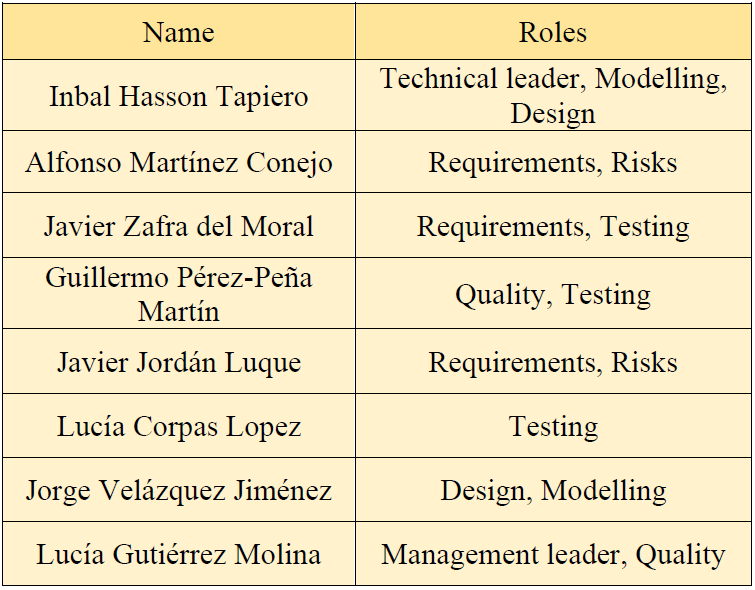 Name Roles
Inbal Hasson Tapiero Technical leader, Modelling,
Design
Alfonso Martínez Conejo Requirements, Risks
Javier Zafra del Moral Requirements, Testing
Guillermo Pérez-Peña
Martín Quality, Testing
Javier Jordán Luque Requirements, Risks
Lucía Corpas Lopez Testing
Jorge Velázquez Jiménez Design, Modelling
Lucía Gutiérrez Molina Management leader, Quality